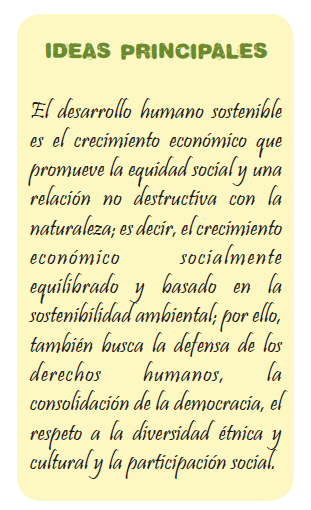 IDEAS PRINCIPALES
El desarrollo humano sostenible
es el crecimiento económico que
promueve la equidad social y una
relación no destructiva con la
naturaleza; es decir, el crecimiento
económico socialmente
equilibrado y basado en la
sostenibilidad ambiental; por ello,
también busca la defensa de los
derechos humanos, la
consolidación de la democracia, el
respeto a la diversidad étnica y
cultural y la participación social.